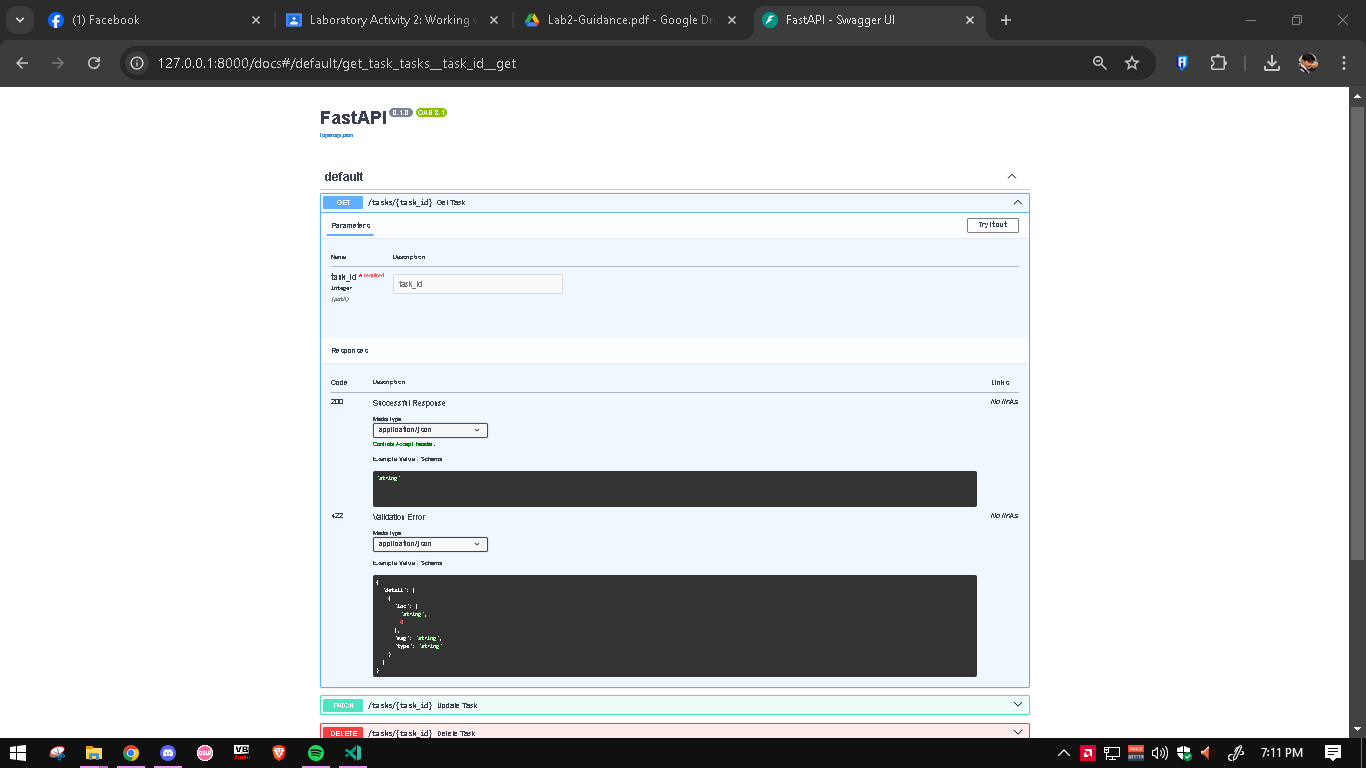 (1) Facebook
Laboratory Activity 2: Working
Lab2-Guidance.pdf - Google Dr
FastAPI - Swagger UI
127.0.0.1:8000/docs#/default/get_task_tasks__task_id__get
FastAPI 0.1.0 OAS 3.1
/openapi.json
default
GET /tasks/{task_id} Get Task
Parameters
Try it out
Name Description
task_id * required
integer
(path)
task_id
Responses
Code Description Links
200 Successful Response No links
Media type
application/json
Controls Accept header.
Example Value | Schema
"string"
422 Validation Error No links
Media type
application/json
Example Value | Schema
{
"detail": [
{
"loc": [
"string",
0
],
"msg": "string",
"type": "string"
}
]
}
PATCH /tasks/{task_id} Update Task
DELETE /tasks/{task_id} Delete Task
osu!
VB
Audio
7:11 PM